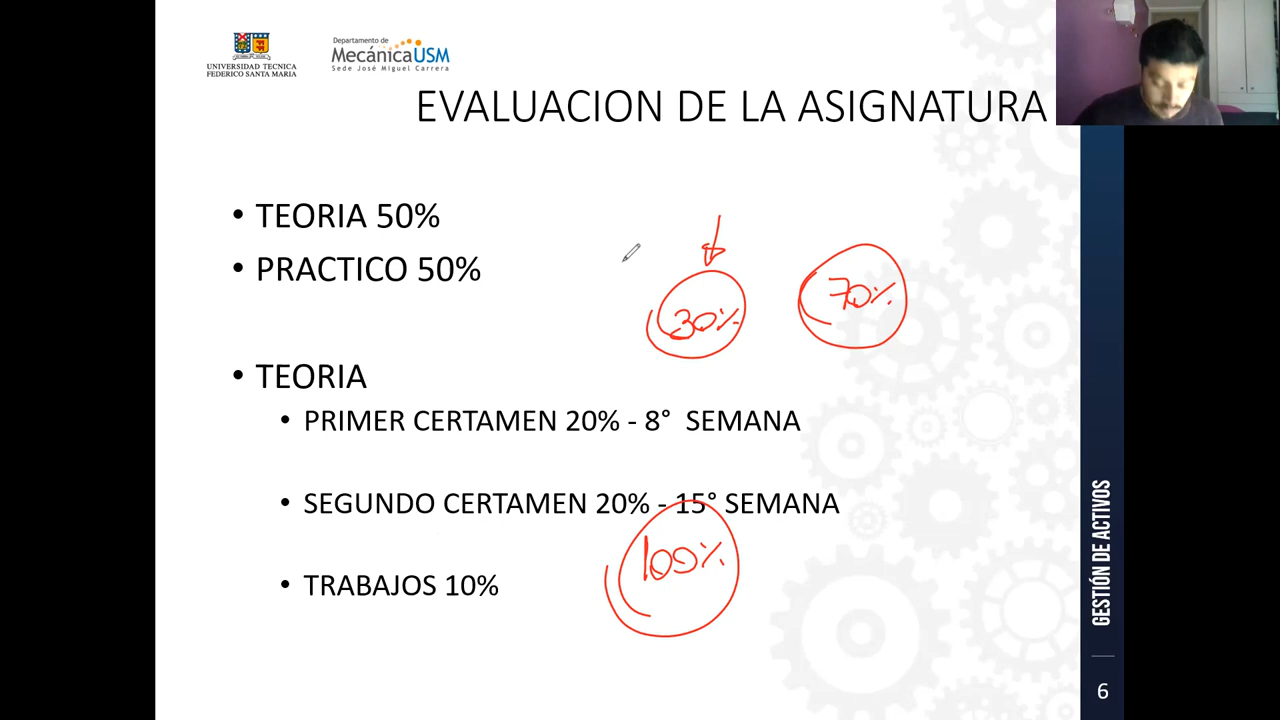 UNIVERSIDAD TECNICA
FEDERICO SANTA MARIA
Departamento de
MecánicaUSM
Sede José Miguel Carrera
EVALUACION DE LA ASIGNATURA
• TEORIA 50%
• PRACTICO 50%
30%
70%
• TEORIA
• PRIMER CERTAMEN 20% - 8° SEMANA
• SEGUNDO CERTAMEN 20% - 15° SEMANA
100%
• TRABAJOS 10%
GESTIÓN DE ACTIVOS
6